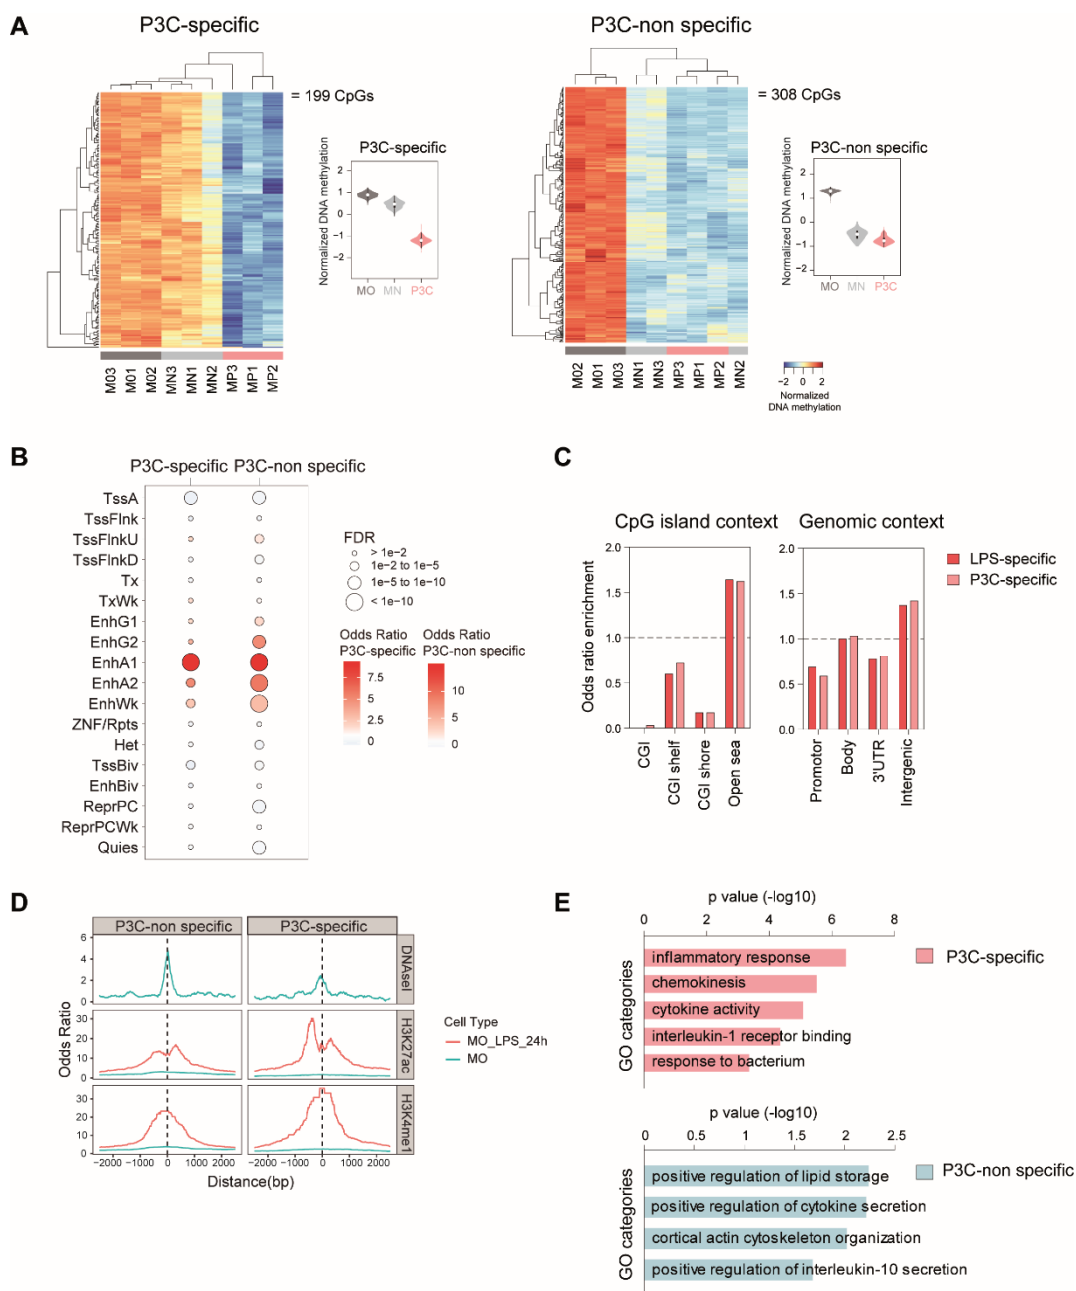 A
P3C-specific
= 199 CpGs
P3C-specific
Normalized DNA methylation
2
1
0
−1
−2
MO
MN
P3C
M03
M01
M02
MN3
MN1
MN2
MP3
MP1
MP2
P3C-non specific
= 308 CpGs
P3C-non specific
Normalized DNA methylation
2
1
0
−1
−2
MO
MN
P3C
M02
M01
M03
MN1
MN3
MP3
MP1
MP2
MN2
−2 0 2
Normalized
DNA methylation
B
P3C-specific P3C-non specific
TssA
TssFlnk
TssFlnkU
TssFlnkD
Tx
TxWk
EnhG1
EnhG2
EnhA1
EnhA2
EnhWk
ZNF/Rpts
Het
TssBiv
EnhBiv
ReprPC
ReprPCWk
Quies
FDR
> 1e−2
1e−2 to 1e−5
1e−5 to 1e−10
< 1e−10
Odds Ratio
P3C-specific
7.5
5.0
2.5
0
Odds Ratio
P3C-non specific
10
5
0
C
CpG island context
Odds ratio enrichment
2.0
1.5
1.0
0.5
0.0
CGI
CGI shelf
CGI shore
Open sea
Genomic context
2.0
1.5
1.0
0.5
0.0
Promotor
Body
3'UTR
Intergenic
LPS-specific
P3C-specific
D
P3C-non specific
P3C-specific
Odds Ratio
6
4
2
0
DNAseI
30
20
10
0
H3K27ac
30
20
10
0
H3K4me1
−2000 −1000 0 1000 2000
−2000 −1000 0 1000 2000
Distance(bp)
Cell Type
MO_LPS_24h
MO
E
p value (-log10)
0 2 4 6 8
GO categories
inflammatory response
chemokinesis
cytokine activity
interleukin-1 receptor binding
response to bacterium
P3C-specific
p value (-log10)
0 0.5 1 1.5 2 2.5
GO categories
positive regulation of lipid storage
positive regulation of cytokine secretion
cortical actin cytoskeleton organization
positive regulation of interleukin-10 secretion
P3C-non specific